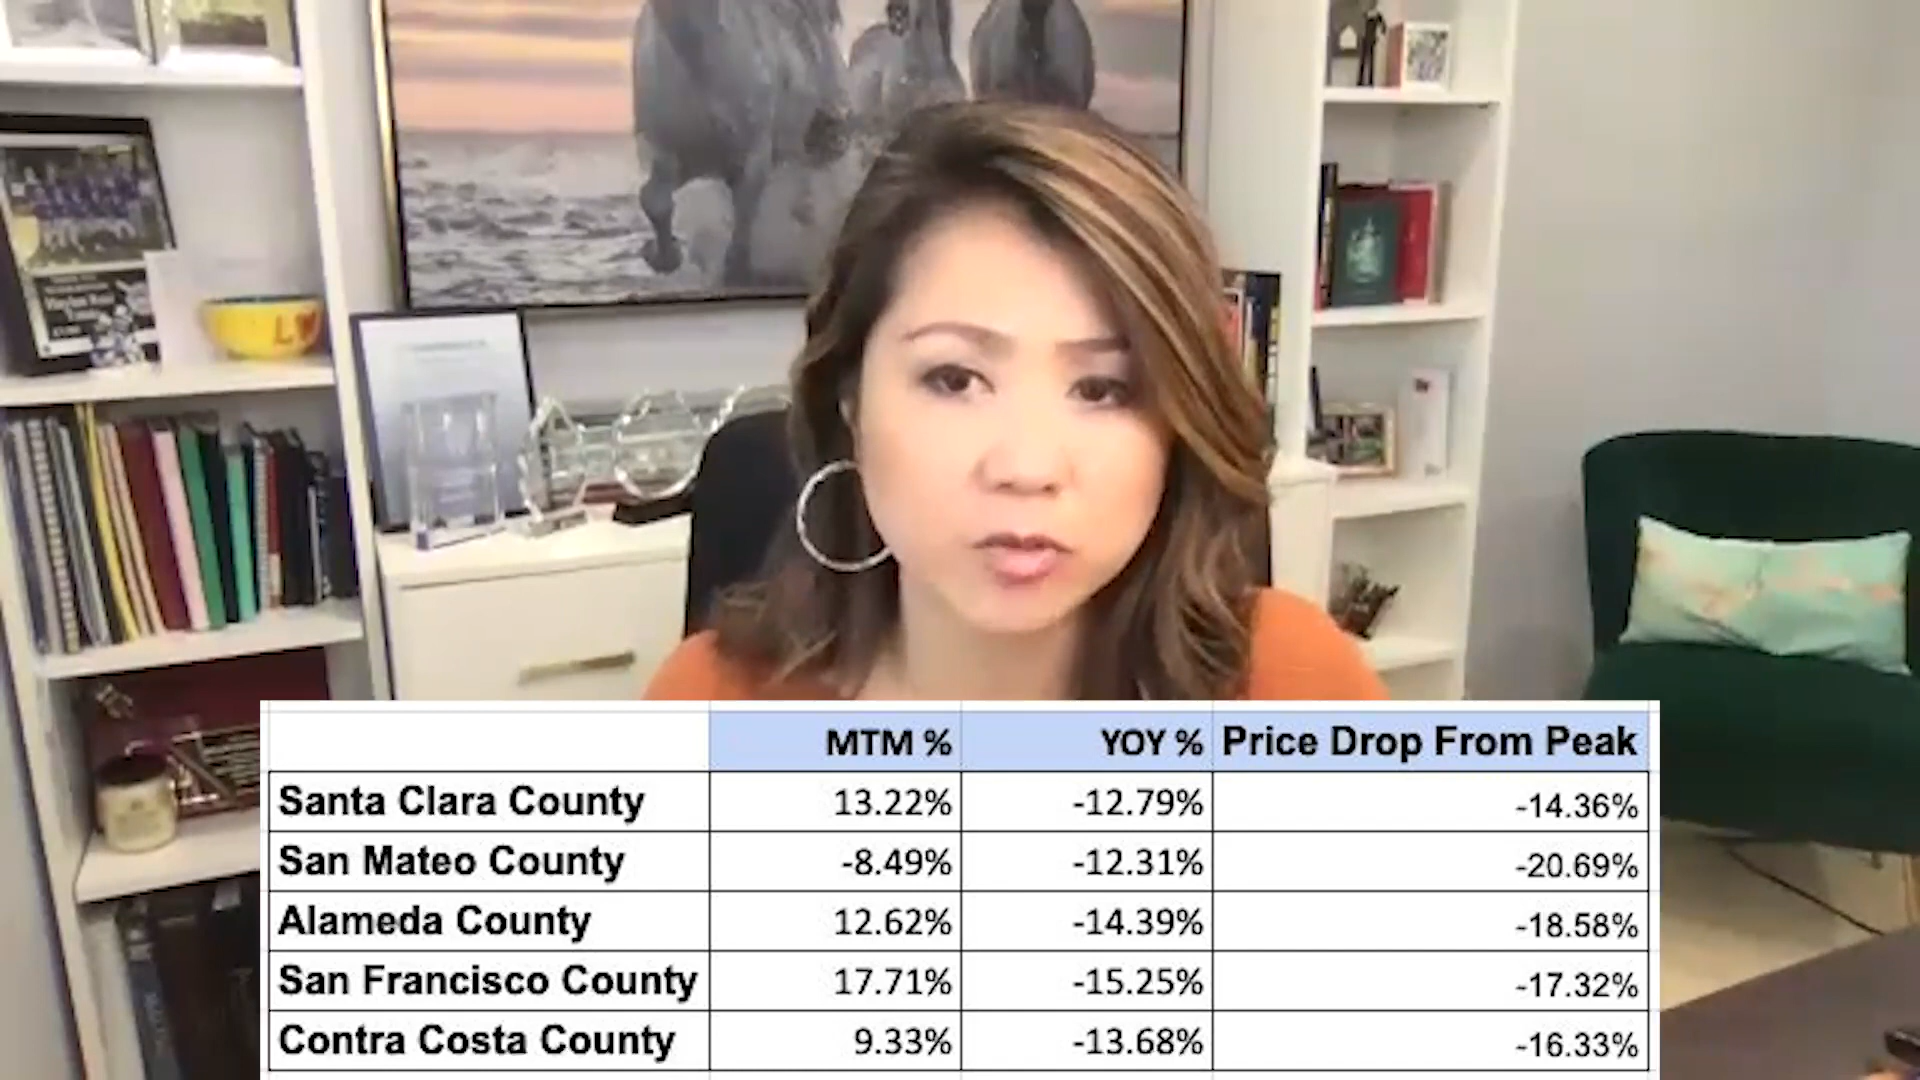 MTM % YOY % Price Drop From Peak
Santa Clara County 13.22% -12.79% -14.36%
San Mateo County -8.49% -12.31% -20.69%
Alameda County 12.62% -14.39% -18.58%
San Francisco County 17.71% -15.25% -17.32%
Contra Costa County 9.33% -13.68% -16.33%